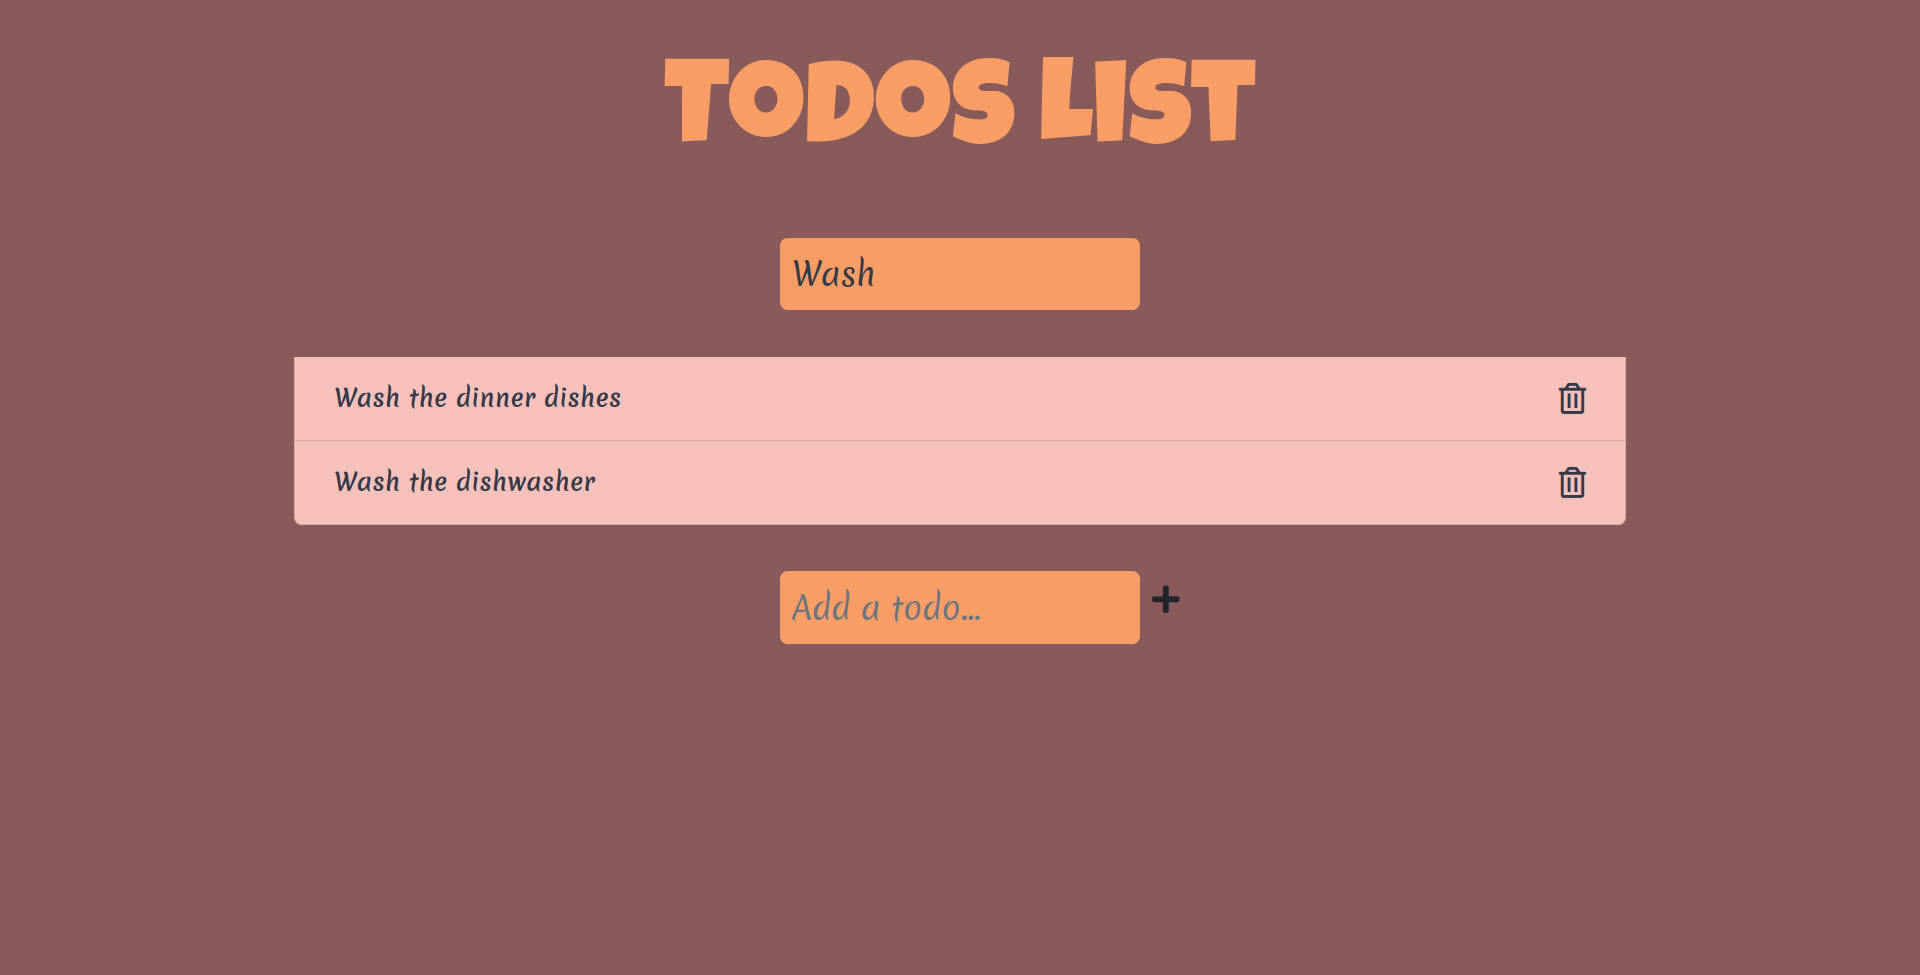 TODOS LIST
Wash
Wash the dinner dishes
Wash the dishwasher
Add a todo...